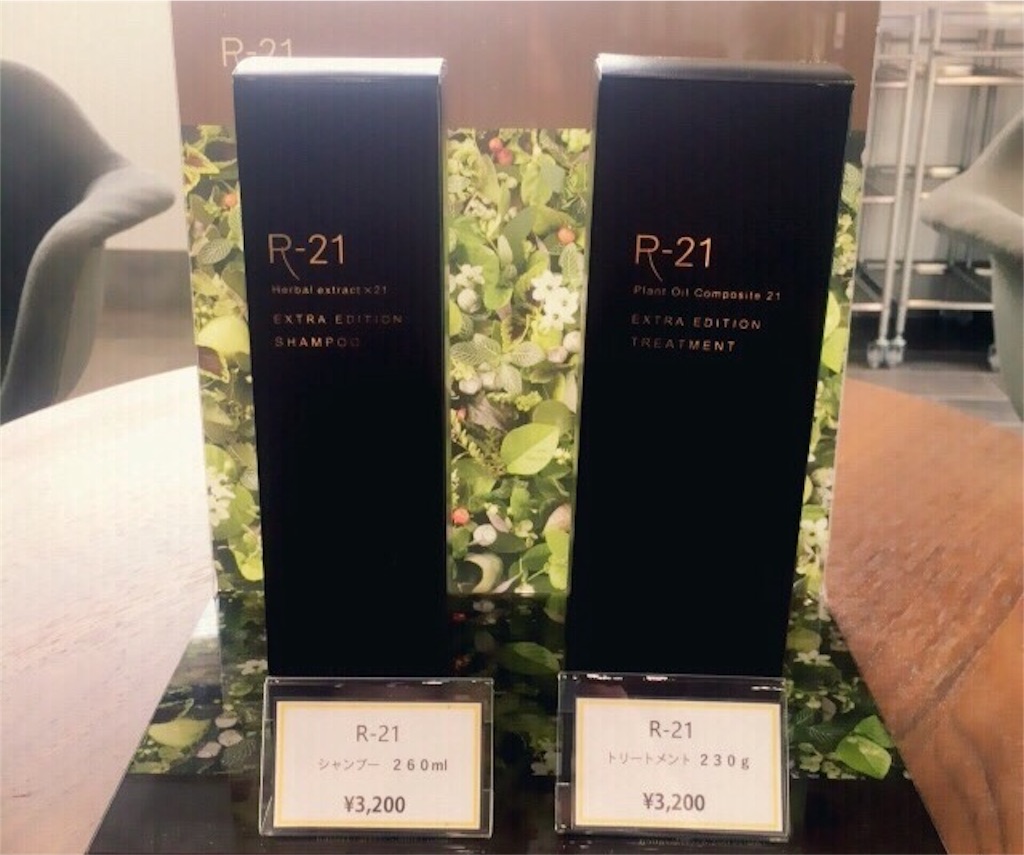 R-21
R-21
Herbal extract×21
EXTRA EDITION
SHAMPOO
R-21
Plant Oil Composite 21
EXTRA EDITION
TREATMENT
R-21
シャンプー 260ml
¥3,200
R-21
トリートメント 230g
¥3,200